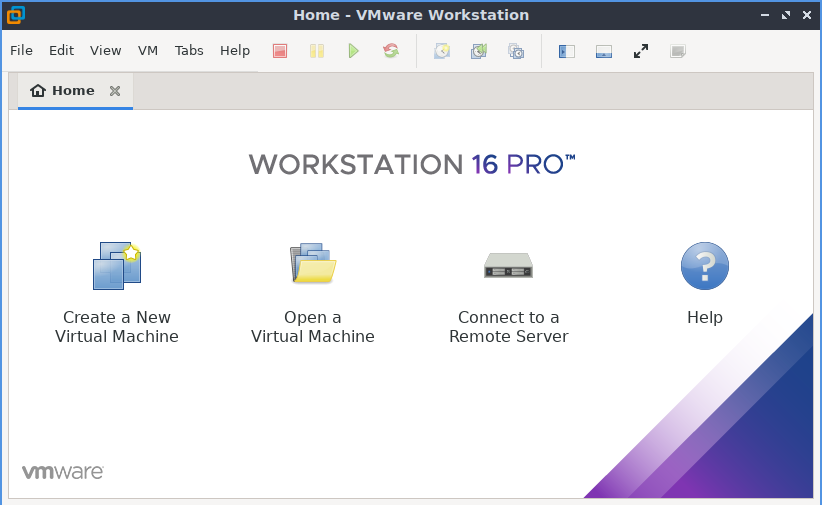 Home - VMware Workstation
File Edit View VM Tabs Help
Home
WORKSTATION 16 PRO™
Create a New
Virtual Machine
Open a
Virtual Machine
Connect to a
Remote Server
?
Help
vmware